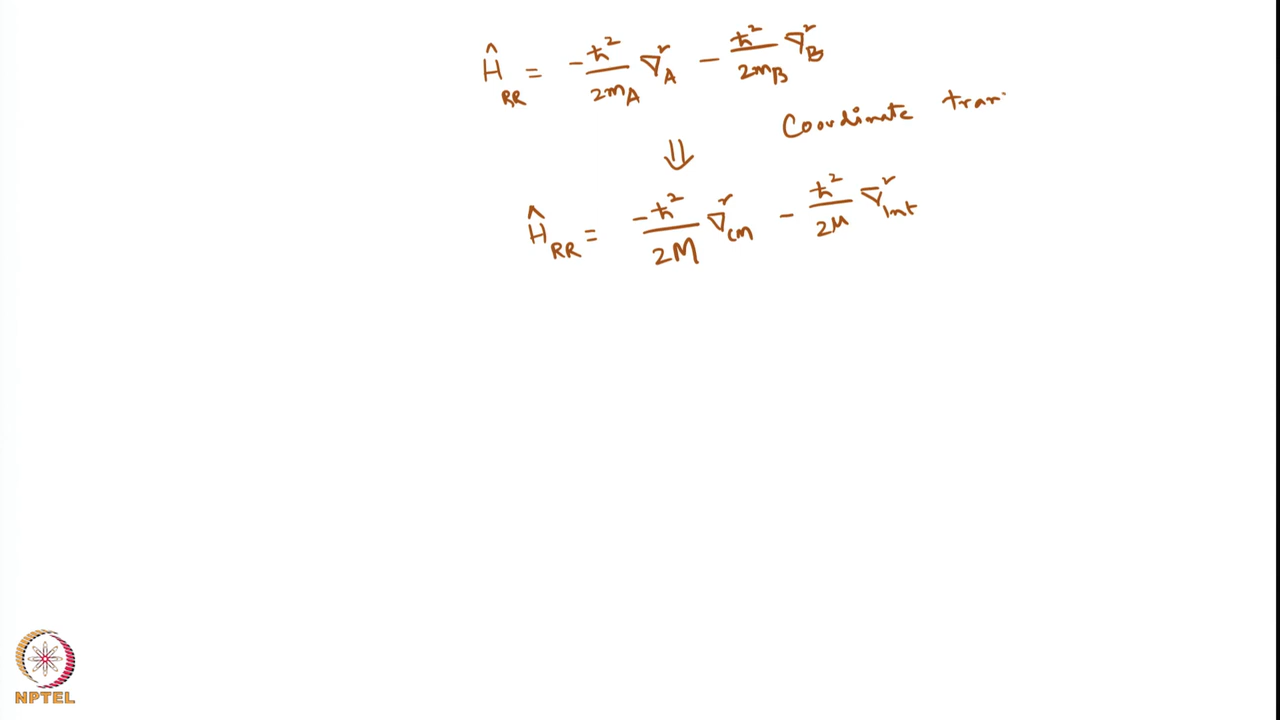 Ĥ_RR = -ħ²/2m_A ∇²_A - ħ²/2m_B ∇²_B
Coordinate tran
⇓
Ĥ_RR = -ħ²/2M ∇²_CM - ħ²/2μ ∇²_Int
NPTEL